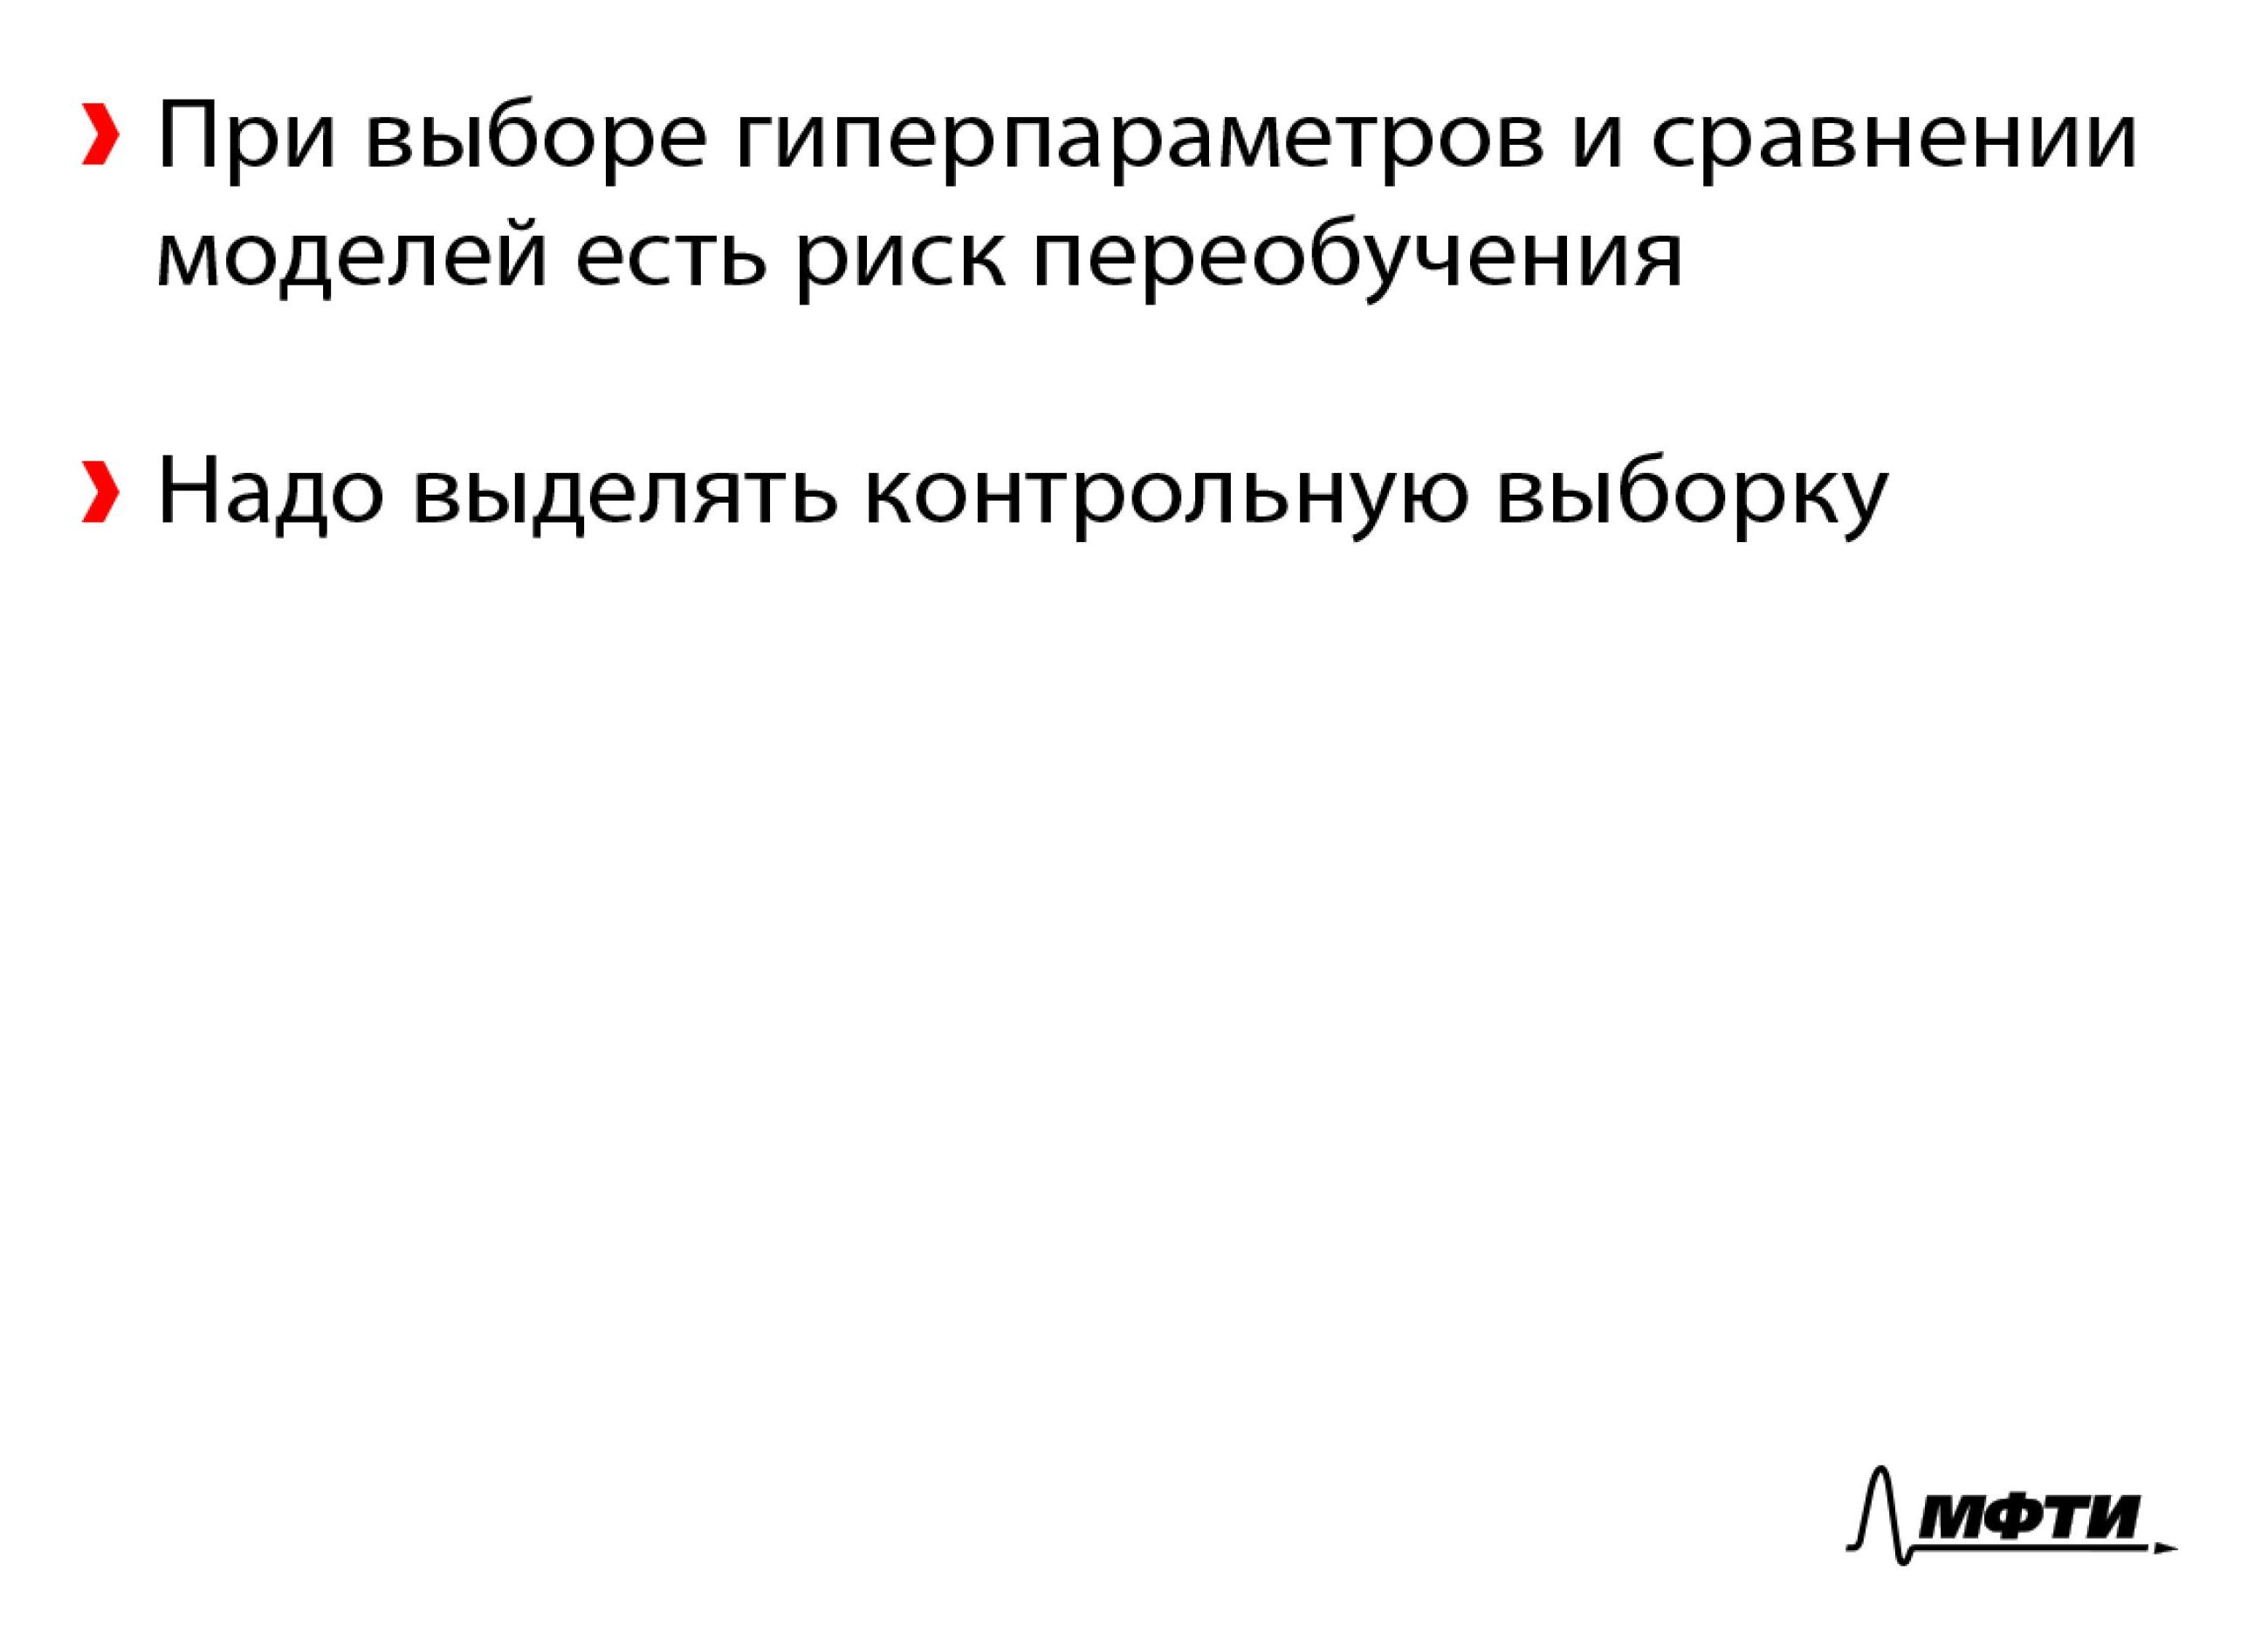 При выборе гиперпараметров и сравнении
моделей есть риск переобучения
Надо выделять контрольную выборку
МФТИ